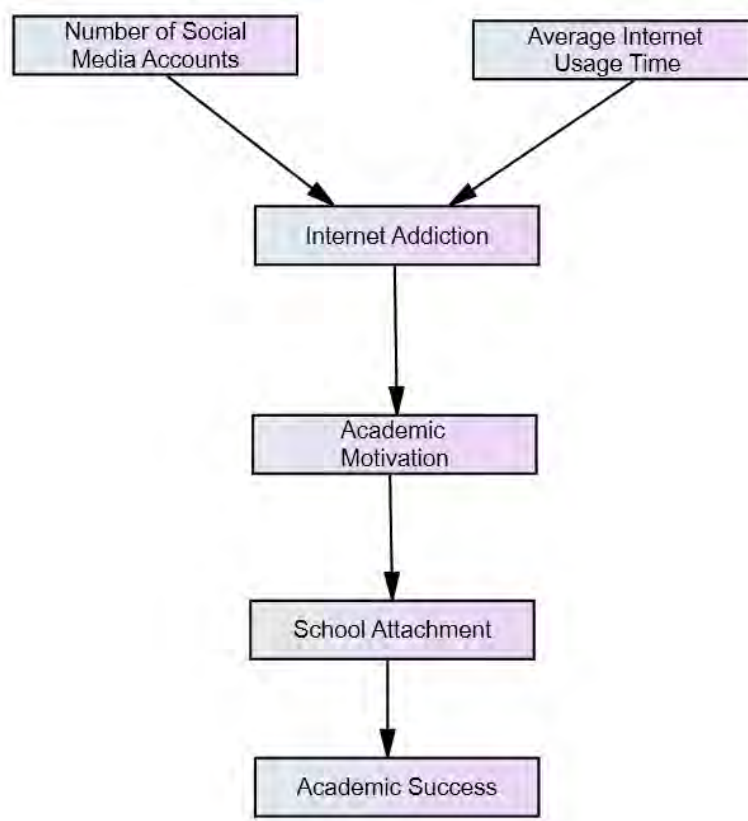 Number of Social
Media Accounts
Average Internet
Usage Time
Internet Addiction
Academic
Motivation
School Attachment
Academic Success